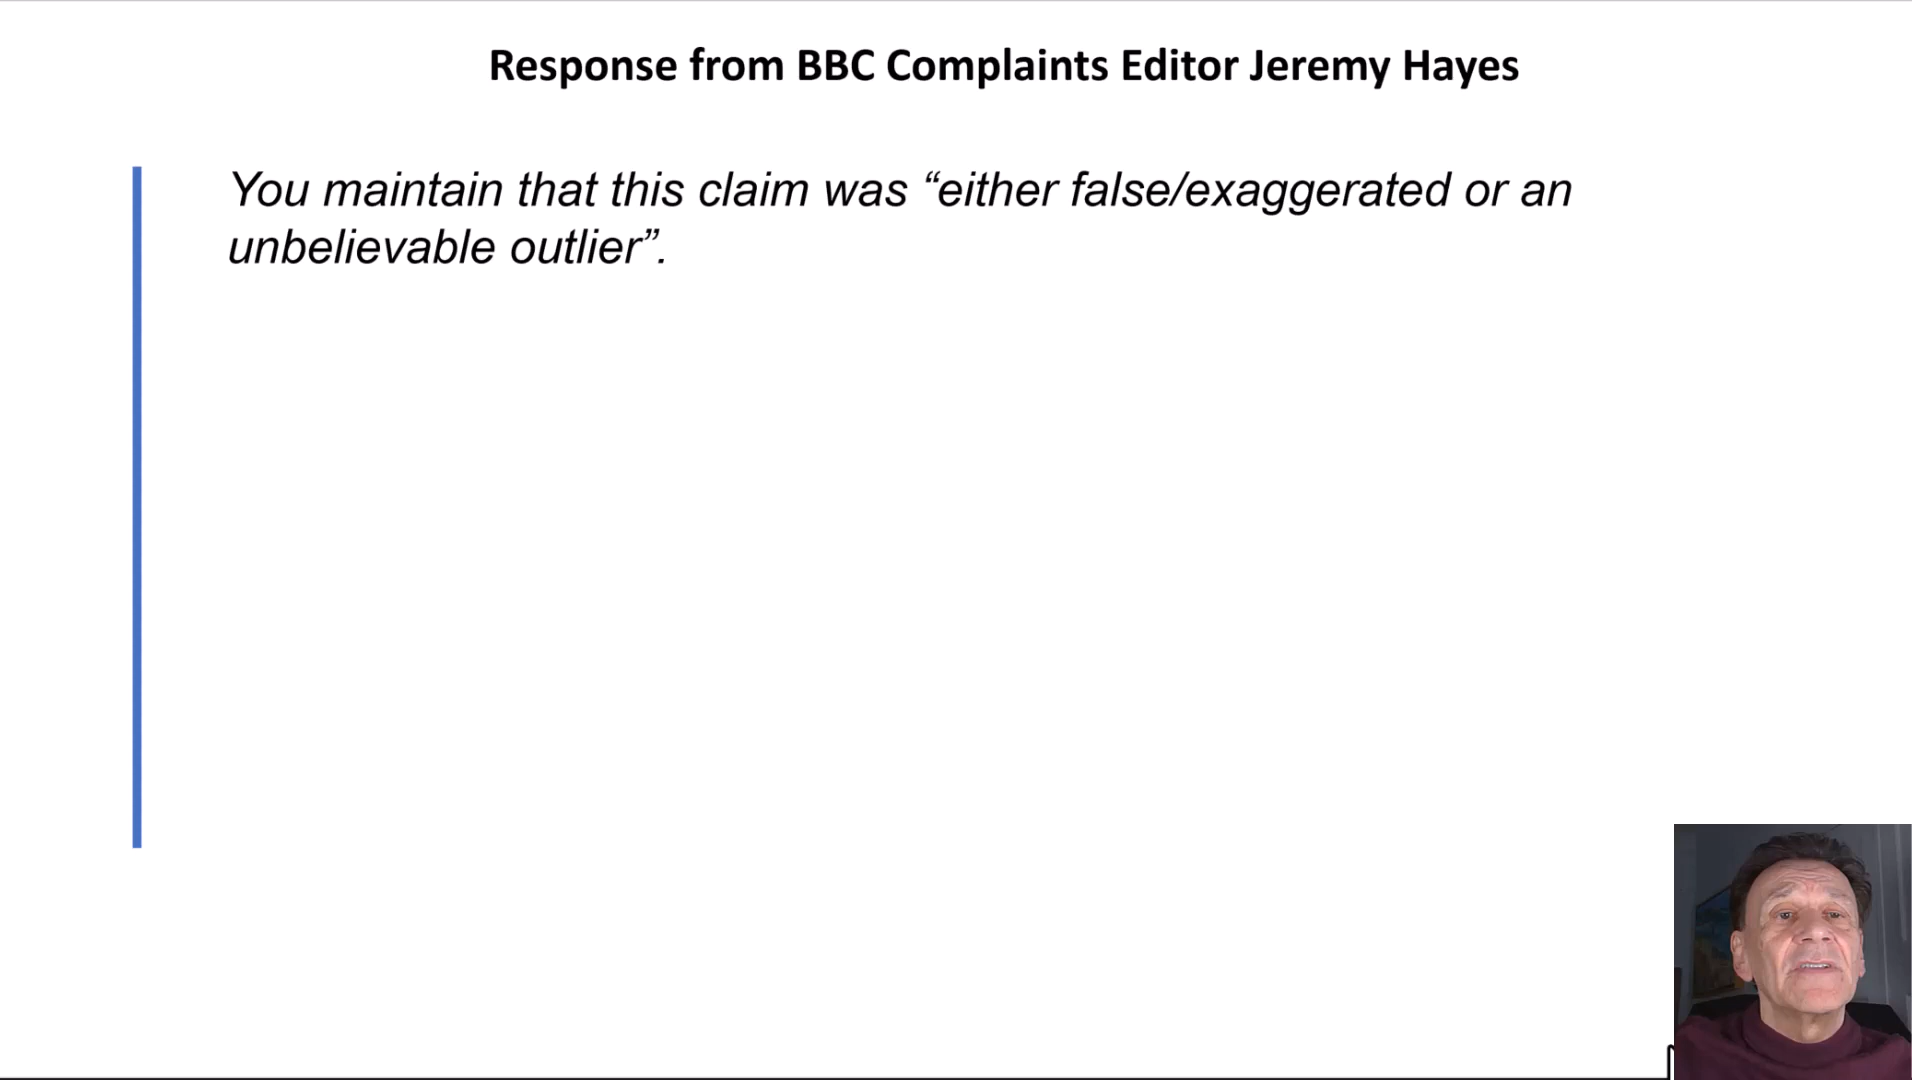 Response from BBC Complaints Editor Jeremy Hayes
You maintain that this claim was “either false/exaggerated or an
unbelievable outlier”.